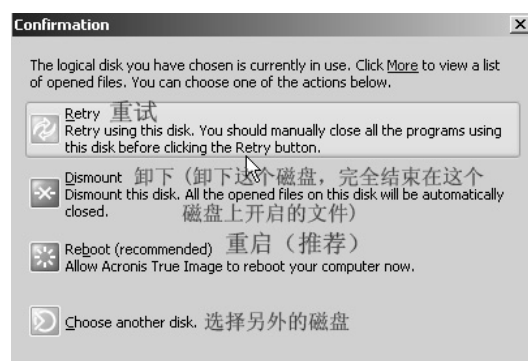 Confirmation
The logical disk you have chosen is currently in use. Click More to view a list
of opened files. You can choose one of the actions below.
Retry 重试
Retry using this disk. You should manually close all the programs using
this disk before clicking the Retry button.
Dismount 卸下 (卸下这个磁盘，完全结束在这个
Dismount this disk. All the opened files on this disk will be automatically
closed. 磁盘上开启的文件)
Reboot (recommended) 重启（推荐）
Allow Acronis True Image to reboot your computer now.
Choose another disk. 选择另外的磁盘